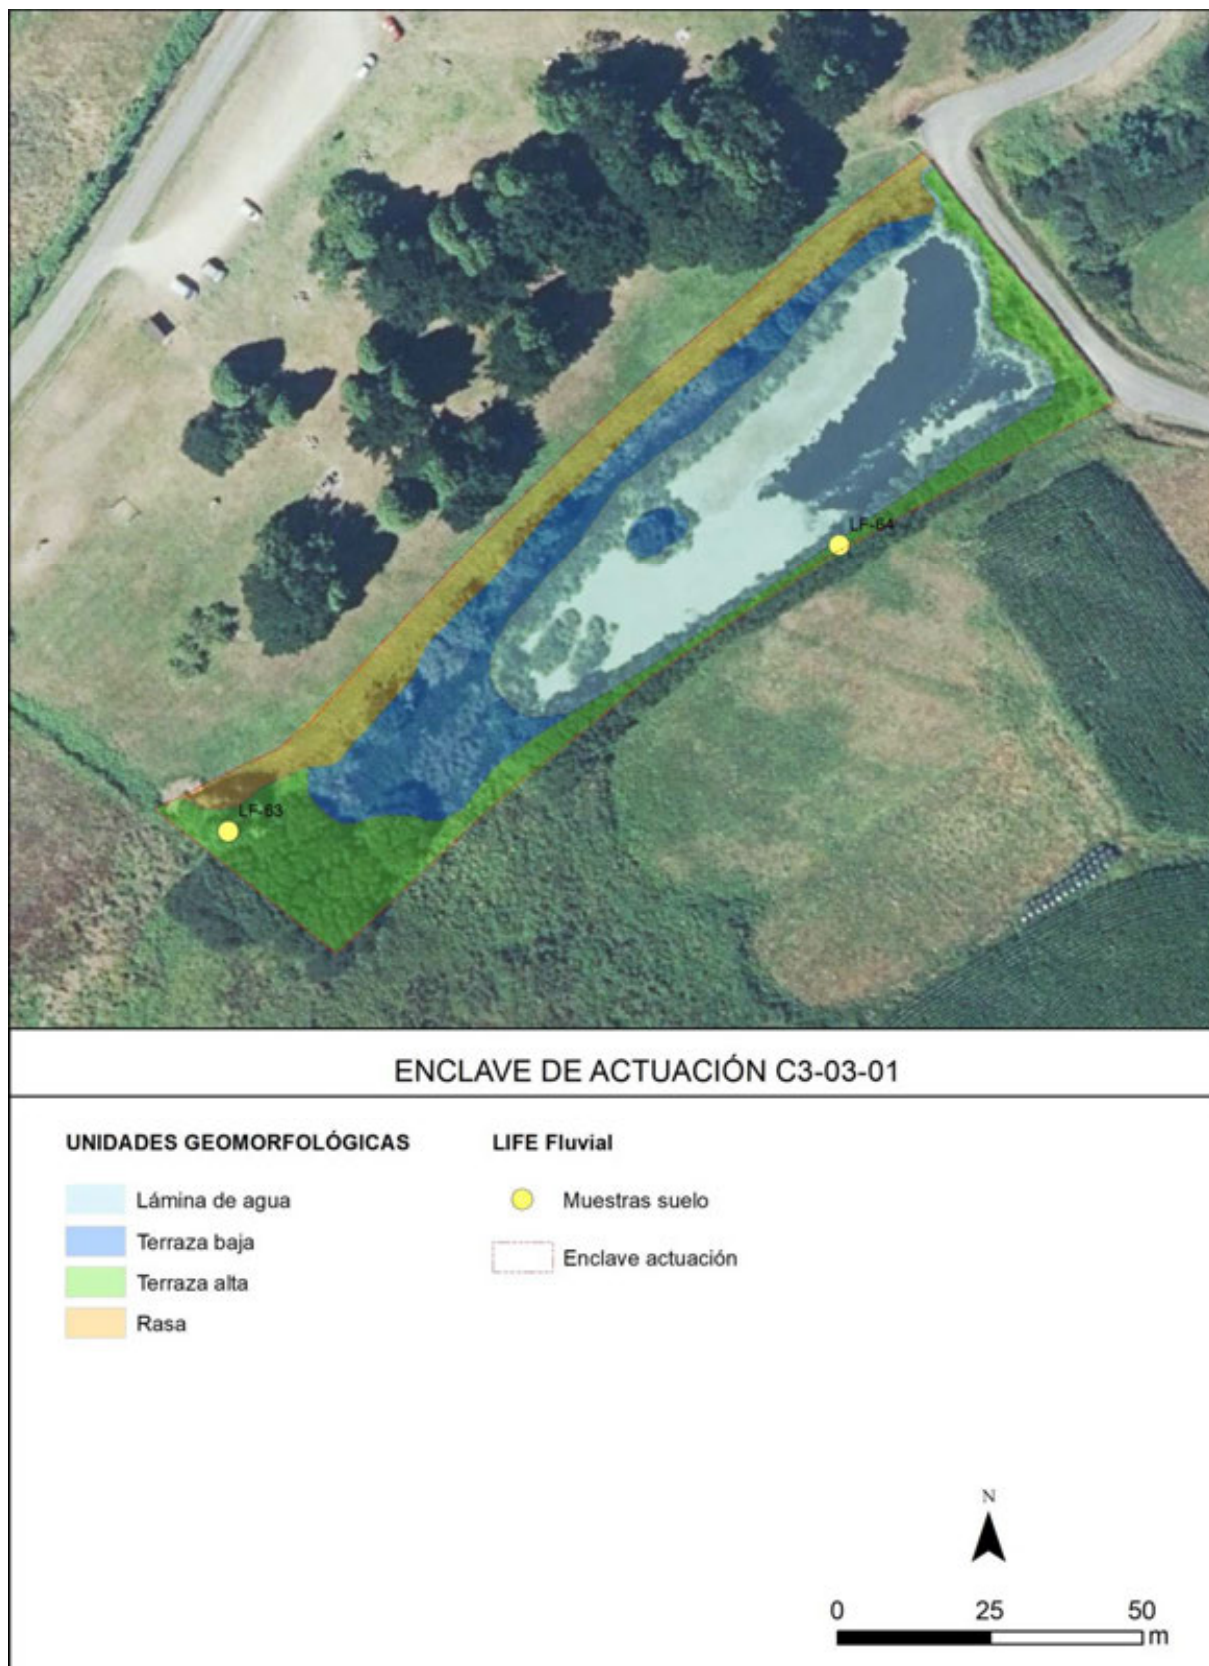 LF-64
LF-63
ENCLAVE DE ACTUACIÓN C3-03-01
UNIDADES GEOMORFOLÓGICAS
Lámina de agua
Terraza baja
Terraza alta
Rasa
LIFE Fluvial
Muestras suelo
Enclave actuación
N
0 25 50
m